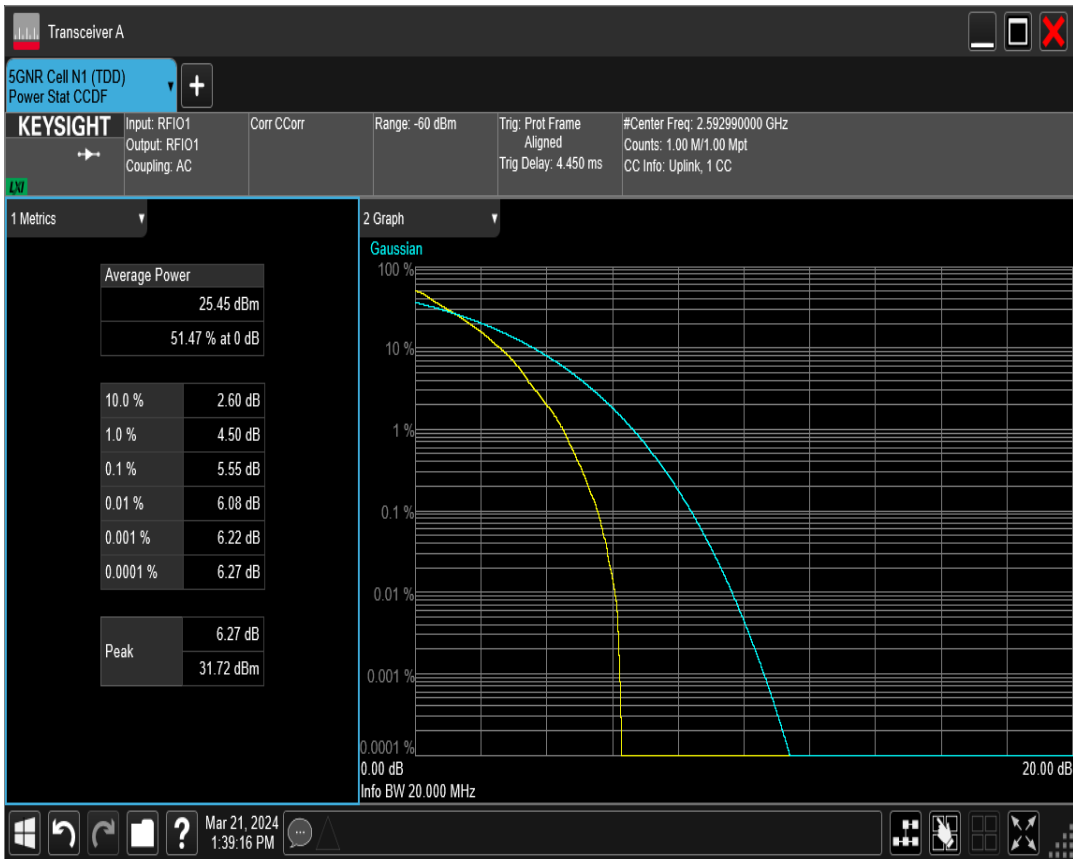 Transceiver A
5GNR Cell N1 (TDD)
Power Stat CCDF
+
KEYSIGHT
LXI
Input: RFIO1
Output: RFIO1
Coupling: AC
Corr CCorr
Range: -60 dBm
Trig: Prot Frame
Aligned
Trig Delay: 4.450 ms
#Center Freq: 2.592990000 GHz
Counts: 1.00 M/1.00 Mpt
CC Info: Uplink, 1 CC
1 Metrics
Average Power
25.45 dBm
51.47 % at 0 dB
10.0 % 2.60 dB
1.0 % 4.50 dB
0.1 % 5.55 dB
0.01 % 6.08 dB
0.001 % 6.22 dB
0.0001 % 6.27 dB
Peak
6.27 dB
31.72 dBm
2 Graph
Gaussian
100 %
10 %
1 %
0.1 %
0.01 %
0.001 %
0.0001 %
0.00 dB 20.00 dB
Info BW 20.000 MHz
?
Mar 21, 2024
1:39:16 PM